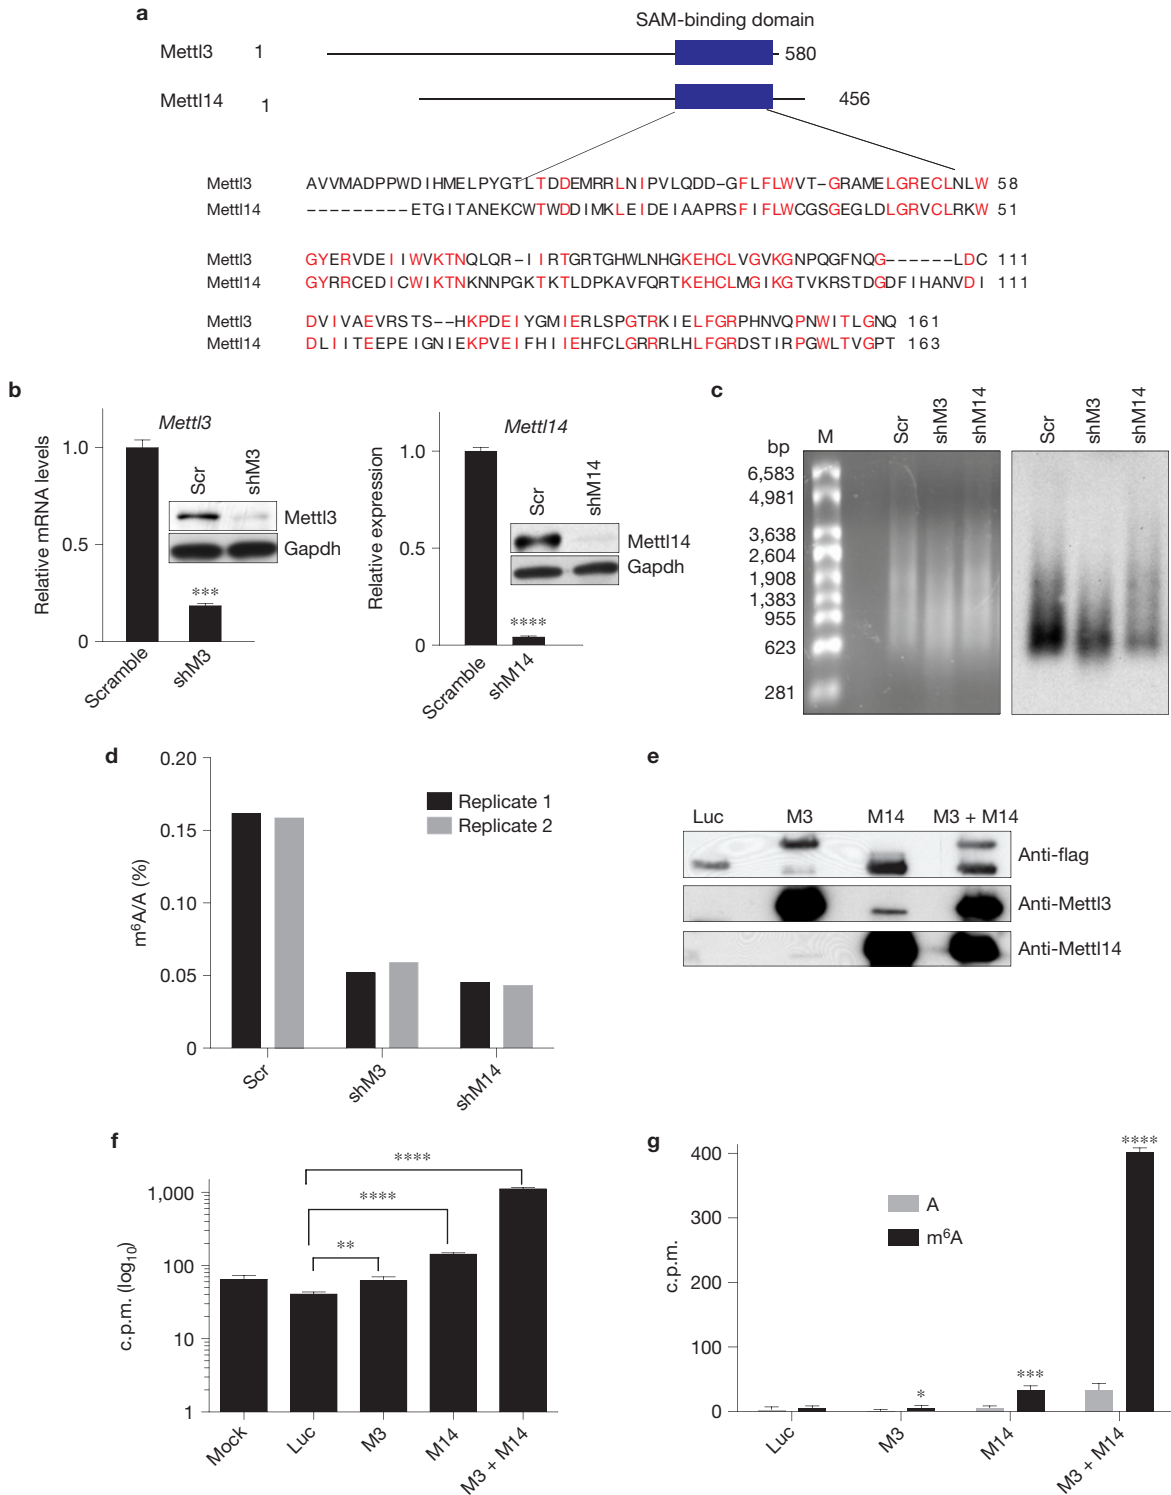 a
SAM-binding domain
Mettl3 1 580
Mettl14 1 456
Mettl3 AVVMADPPWDIHMELPYGTLTDDEMRRLNIPVLQDD–GFLFLWVT–GRAMELGRECLNLW 58
Mettl14 ---------ETGITANEKCWTWDDIMKLEIDEIAAPRSFIFLWCGSGEGLDLGRVCLRKW 51
Mettl3 GYERVDEIIWVKTNQLQR–IIRTGRTGHWLNHGKEHCLVGVKGNPQGFNQG------LDC 111
Mettl14 GYRRCEDICWIKTNKNNPGKTKTLDPKAVFQRTKEHCLMGIKGTVKRSTDGDFIHANVDI 111
Mettl3 DVIVAEVRSTS--HKPDEIYGMIERLSPGTRKIELFGRPHNVQPNWITLGNQ 161
Mettl14 DLIITEEPEIGNIEKPVEIFHIIEHFCLGRRRLHLFGRDSTIRPGWLTVGPT 163
b
Relative mRNA levels
1.0
0.5
0
Mettl3
Scr shM3
Mettl3
Gapdh
***
Scramble shM3
Relative expression
1.0
0.5
0
Mettl14
Scr shM14
Mettl14
Gapdh
****
Scramble shM14
c
bp M Scr shM3 shM14 Scr shM3 shM14
6,583
4,981
3,638
2,604
1,908
1,383
955
623
281
d
m⁶A/A (%)
0.20
0.15
0.10
0.05
0
Replicate 1
Replicate 2
Scr shM3 shM14
e
Luc M3 M14 M3 + M14
Anti-flag
Anti-Mettl3
Anti-Mettl14
f
c.p.m. (log₁₀)
1,000
100
10
1
****
****
**
Mock Luc M3 M14 M3 + M14
g
c.p.m.
400
300
200
100
0
A
m⁶A
* *** ****
Luc M3 M14 M3 + M14